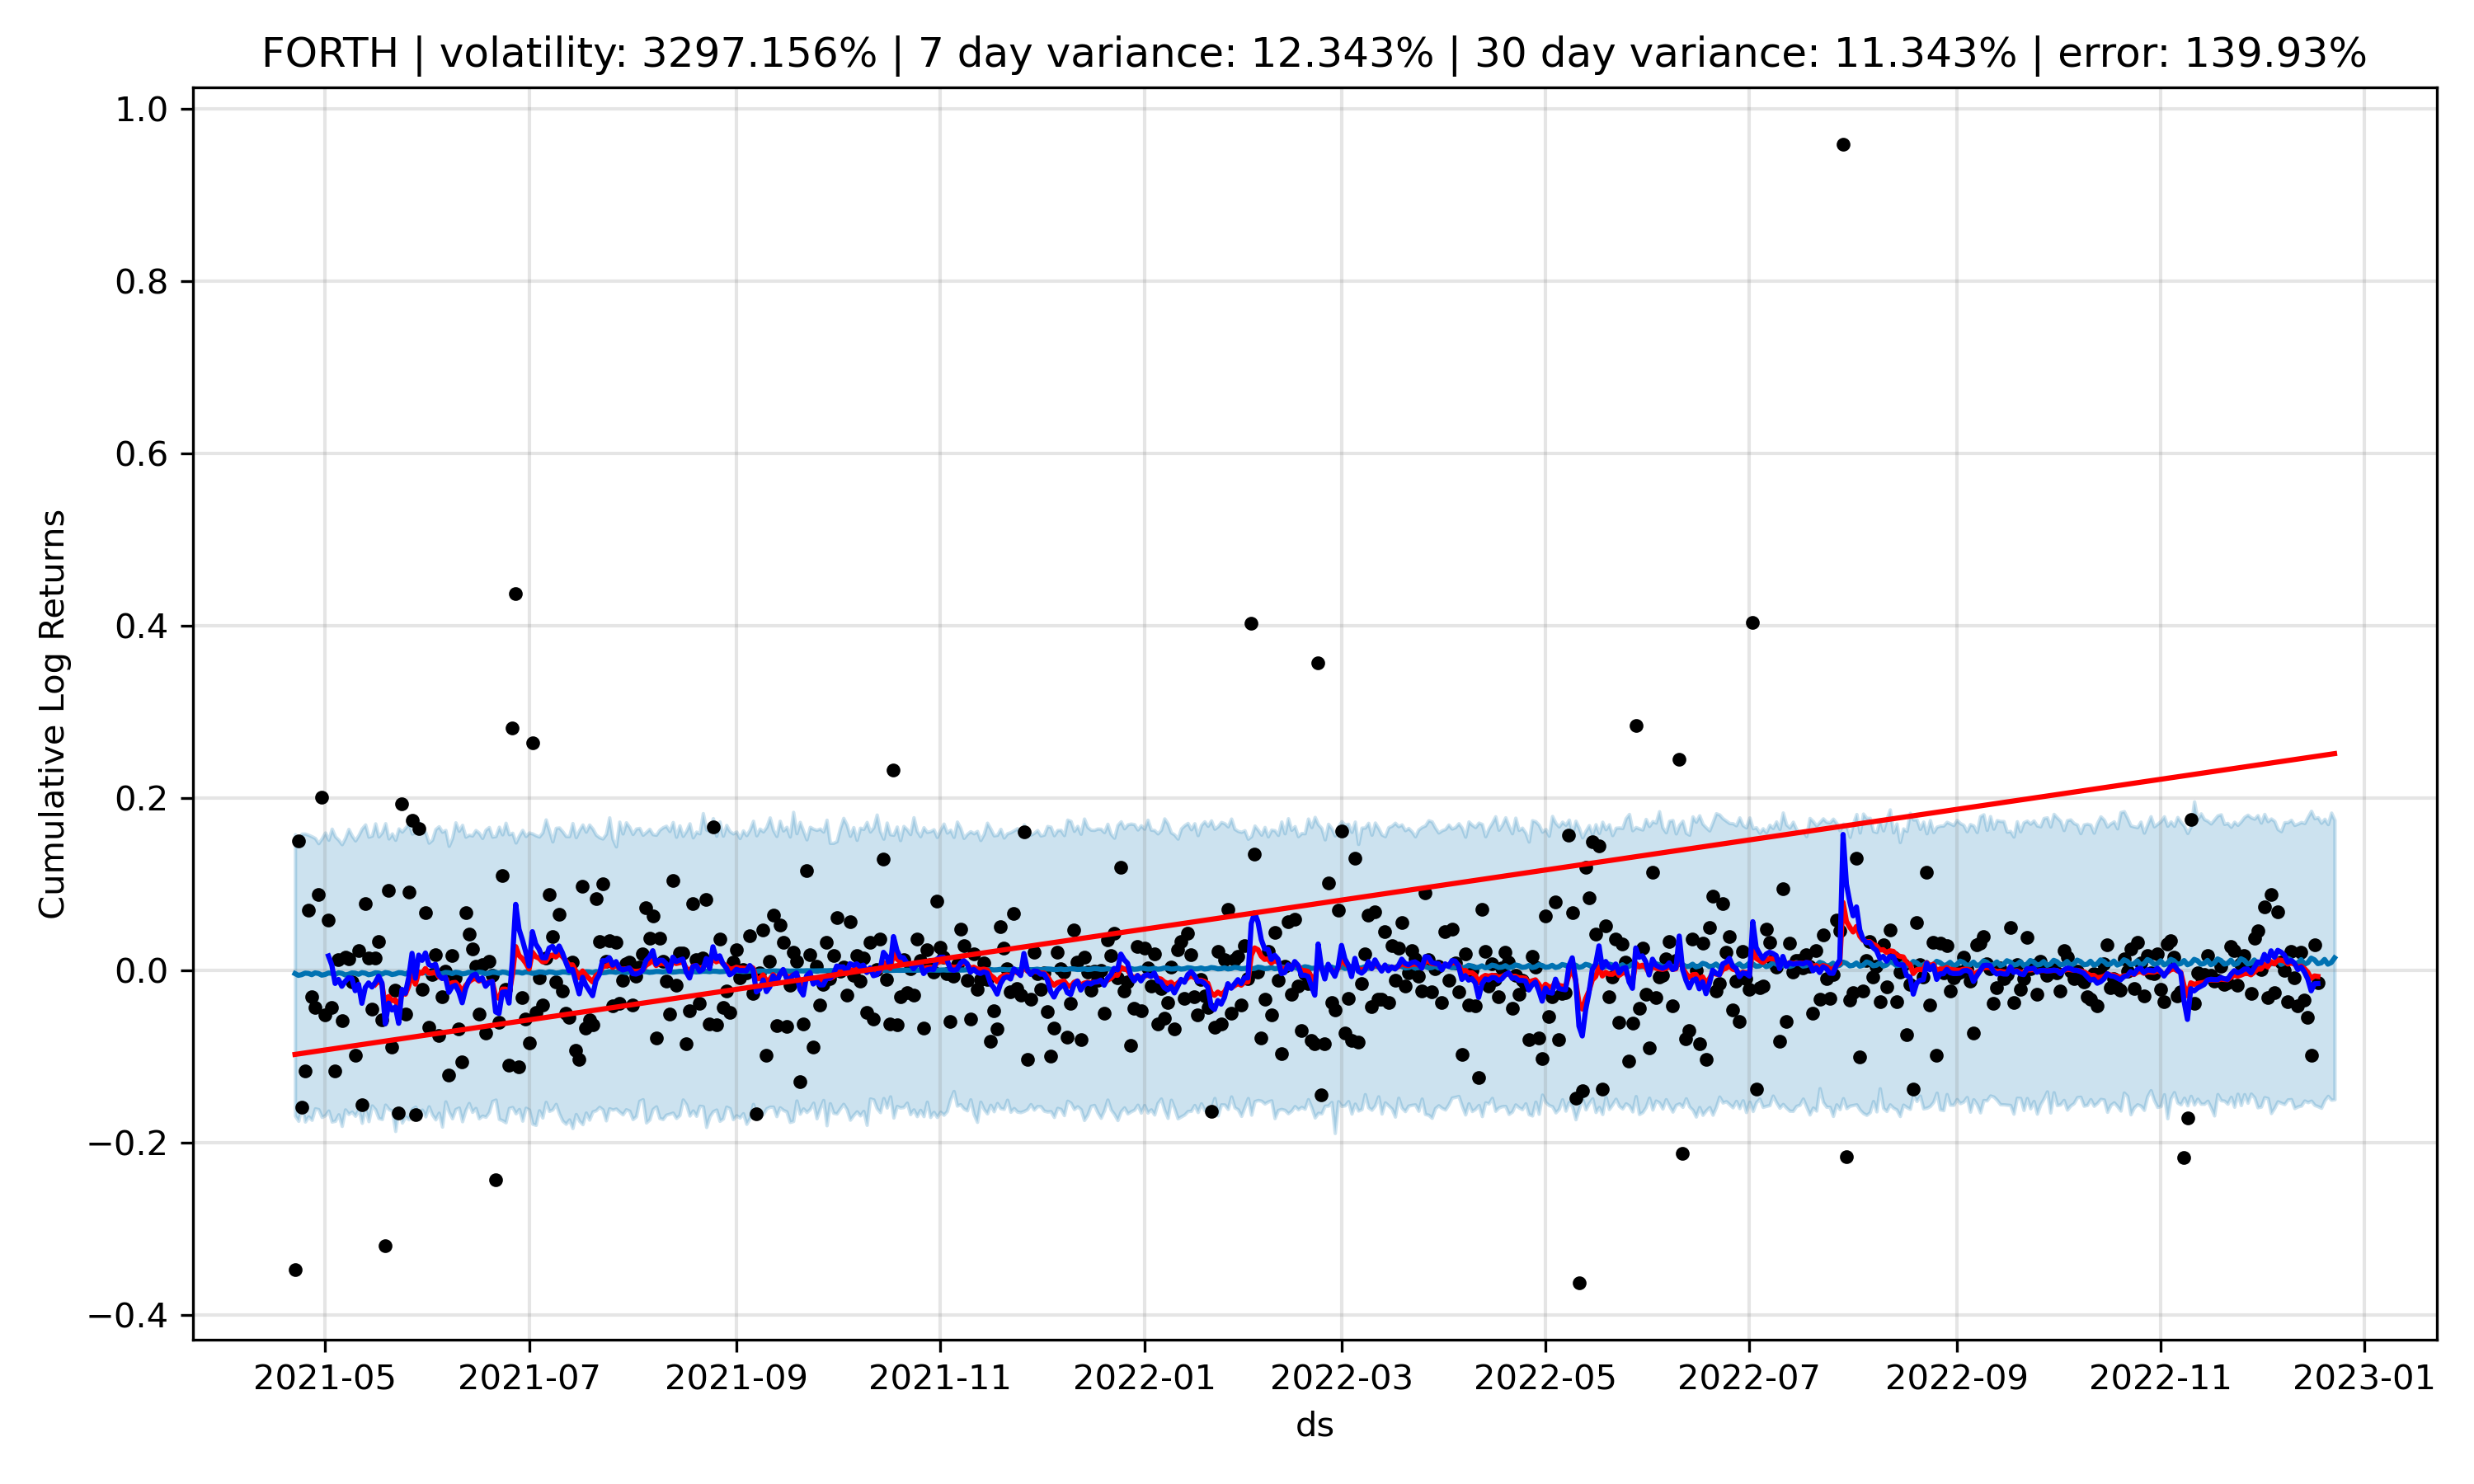 FORTH | volatility: 3297.156% | 7 day variance: 12.343% | 30 day variance: 11.343% | error: 139.93%
Cumulative Log Returns
1.0
0.8
0.6
0.4
0.2
0.0
−0.2
−0.4
2021-05 2021-07 2021-09 2021-11 2022-01 2022-03 2022-05 2022-07 2022-09 2022-11 2023-01
ds